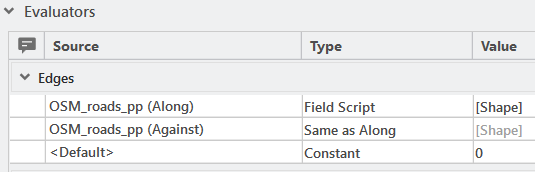 Evaluators
Source Type Value
Edges
OSM_roads_pp (Along) Field Script [Shape]
OSM_roads_pp (Against) Same as Along [Shape]
<Default> Constant 0